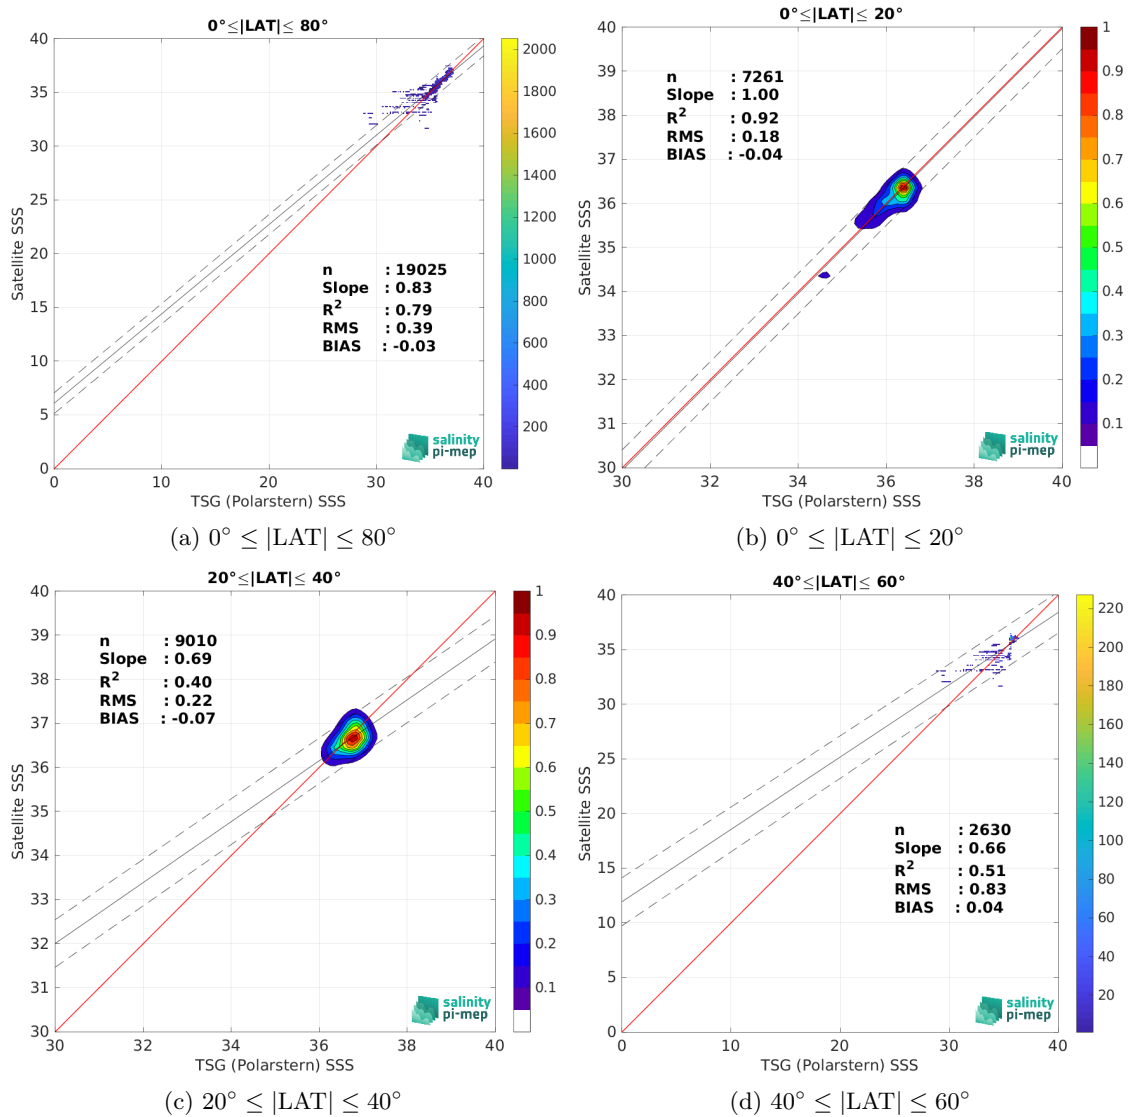 0°≤|LAT|≤ 80°
40
35
30
25
20
15
10
5
0
0
10
20
30
40
Satellite SSS
TSG (Polarstern) SSS
n : 19025
Slope : 0.83
R² : 0.79
RMS : 0.39
BIAS : -0.03
2000
1800
1600
1400
1200
1000
800
600
400
200
salinity
pi-mep
(a) 0° ≤ |LAT| ≤ 80°
0°≤|LAT|≤ 20°
40
39
38
37
36
35
34
33
32
31
30
30
32
34
36
38
40
Satellite SSS
TSG (Polarstern) SSS
n : 7261
Slope : 1.00
R² : 0.92
RMS : 0.18
BIAS : -0.04
1
0.9
0.8
0.7
0.6
0.5
0.4
0.3
0.2
0.1
salinity
pi-mep
(b) 0° ≤ |LAT| ≤ 20°
20°≤|LAT|≤ 40°
40
39
38
37
36
35
34
33
32
31
30
30
32
34
36
38
40
Satellite SSS
TSG (Polarstern) SSS
n : 9010
Slope : 0.69
R² : 0.40
RMS : 0.22
BIAS : -0.07
1
0.9
0.8
0.7
0.6
0.5
0.4
0.3
0.2
0.1
salinity
pi-mep
(c) 20° ≤ |LAT| ≤ 40°
40°≤|LAT|≤ 60°
40
35
30
25
20
15
10
5
0
0
10
20
30
40
Satellite SSS
TSG (Polarstern) SSS
n : 2630
Slope : 0.66
R² : 0.51
RMS : 0.83
BIAS : 0.04
220
200
180
160
140
120
100
80
60
40
20
salinity
pi-mep
(d) 40° ≤ |LAT| ≤ 60°